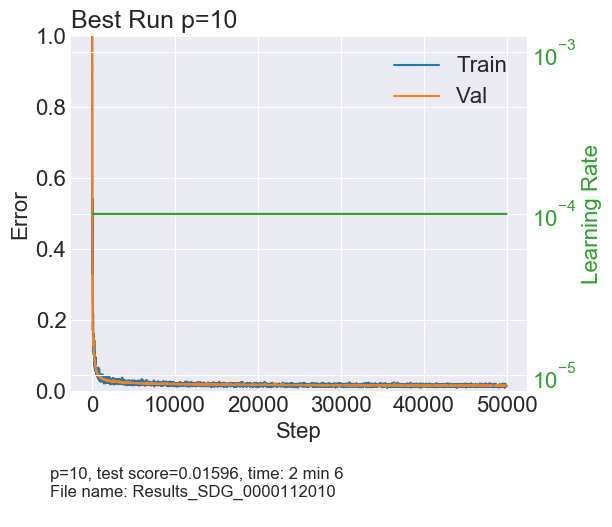 Best Run p=10
1.0
0.8
0.6
0.4
0.2
0.0
Error
Train
Val
10⁻³
10⁻⁴
10⁻⁵
Learning Rate
0 10000 20000 30000 40000 50000
Step
p=10, test score=0.01596, time: 2 min 6
File name: Results_SDG_0000112010